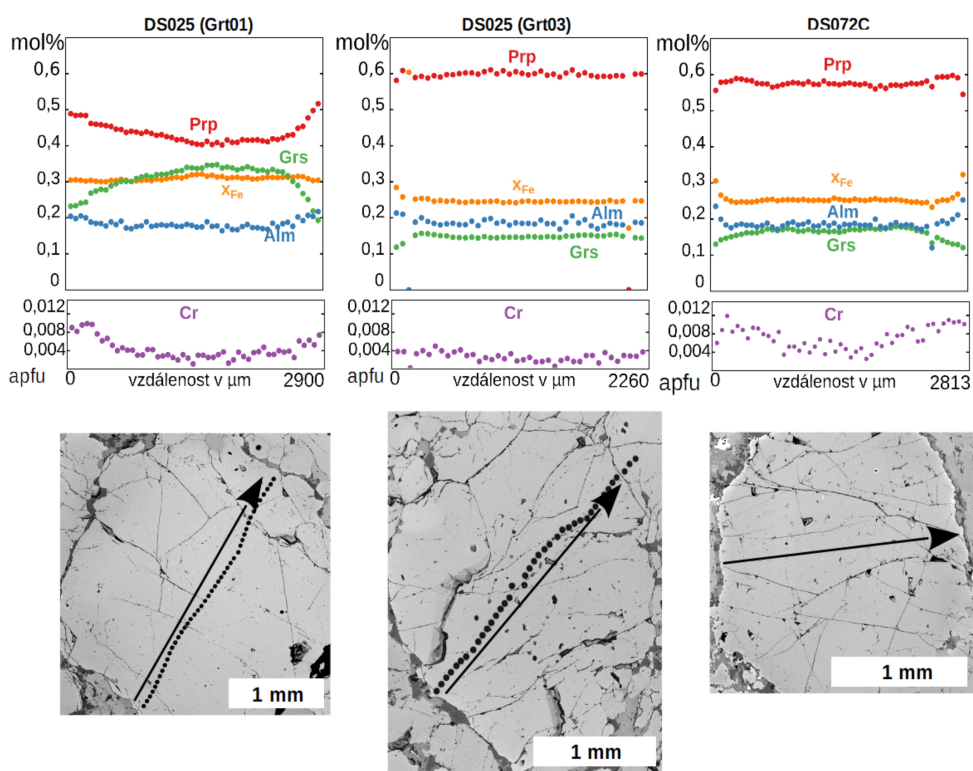 DS025 (Grt01)
mol%
0,6
0,5
0,4
0,3
0,2
0,1
0
Prp
Grs
xFe
Alm
0,012
0,008
0,004
apfu
Cr
0
vzdálenost v µm
2900
1 mm
DS025 (Grt03)
mol%
0,6
0,5
0,4
0,3
0,2
0,1
0
Prp
xFe
Alm
Grs
0,012
0,008
0,004
apfu
Cr
0
vzdálenost v µm
2260
1 mm
DS072C
mol%
0,6
0,5
0,4
0,3
0,2
0,1
0
Prp
xFe
Alm
Grs
0,012
0,008
0,004
apfu
Cr
0
vzdálenost v µm
2813
1 mm